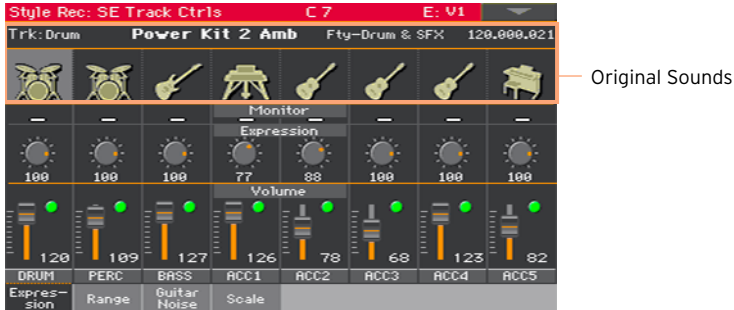 Style Rec: SE Track Ctrls C 7 E: V1
Trk: Drum Power Kit 2 Amb Fty-Drum & SFX 120.000.021
Original Sounds
Monitor
Expression
100 100 100 77 88 100 100 100
Volume
120 109 127 126 78 68 123 82
DRUM PERC BASS ACC1 ACC2 ACC3 ACC4 ACC5
Expres-
sion Range Guitar
Noise Scale